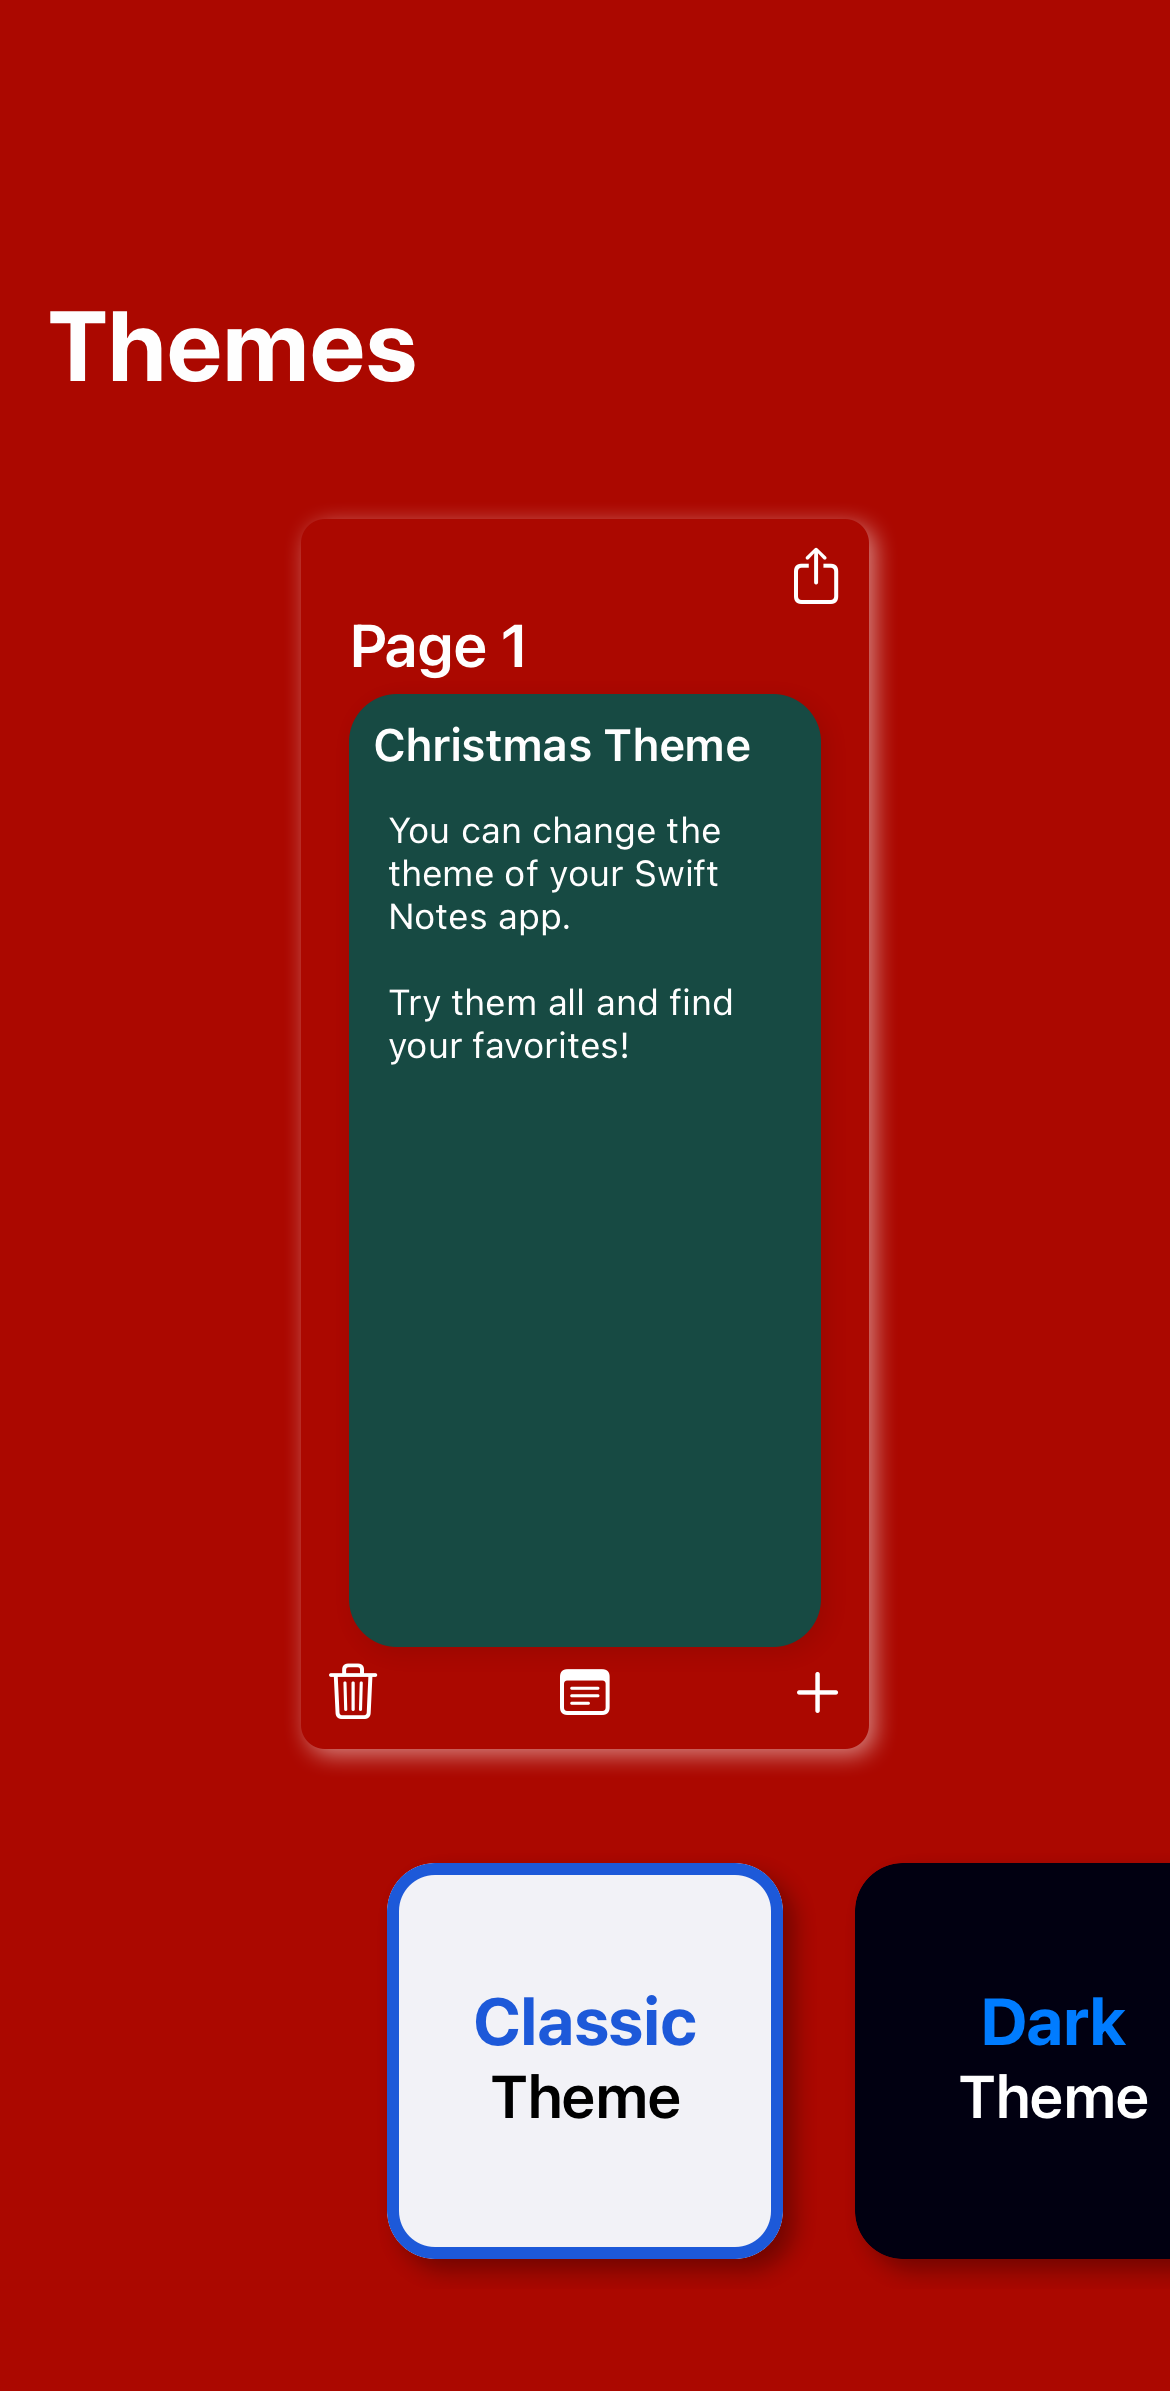 Themes
Page 1
Christmas Theme
You can change the
theme of your Swift
Notes app.
Try them all and find
your favorites!
Classic
Theme
Dark
Theme